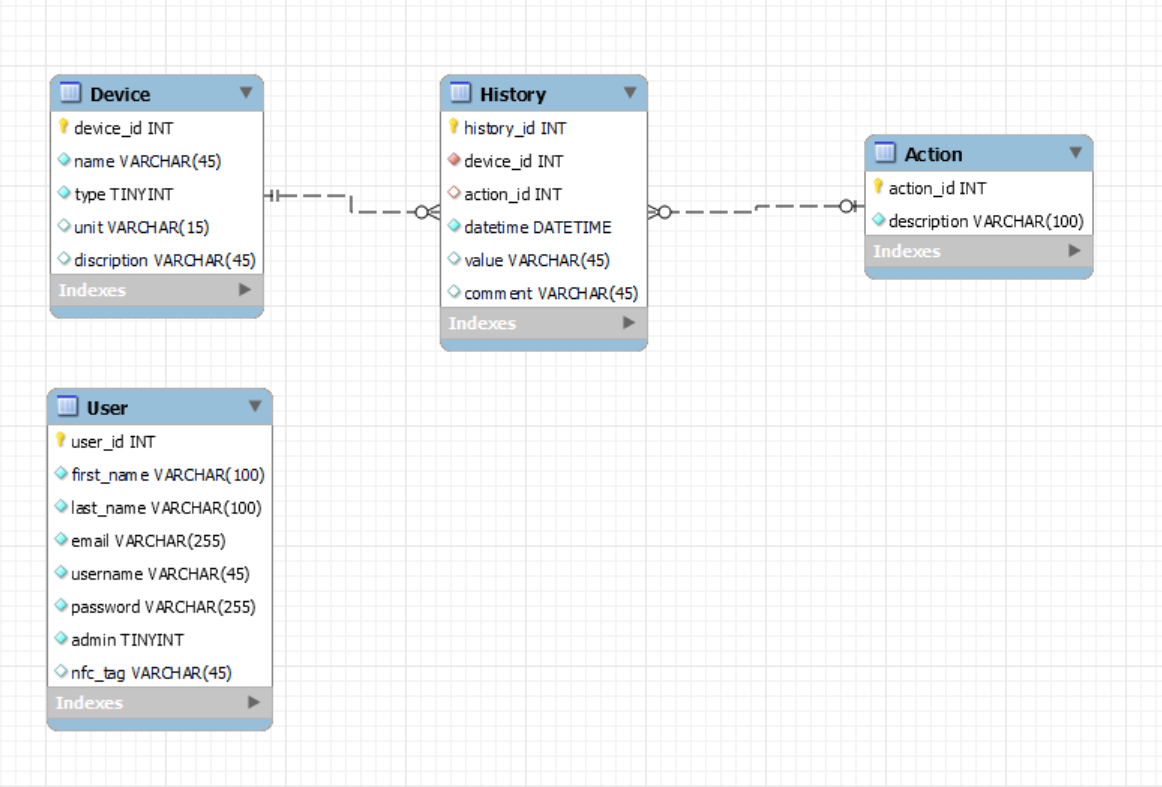 Device
device_id INT
name VARCHAR(45)
type TINYINT
unit VARCHAR(15)
discription VARCHAR(45)
Indexes
History
history_id INT
device_id INT
action_id INT
datetime DATETIME
value VARCHAR(45)
comment VARCHAR(45)
Indexes
Action
action_id INT
description VARCHAR(100)
Indexes
User
user_id INT
first_name VARCHAR(100)
last_name VARCHAR(100)
email VARCHAR(255)
username VARCHAR(45)
password VARCHAR(255)
admin TINYINT
nfc_tag VARCHAR(45)
Indexes